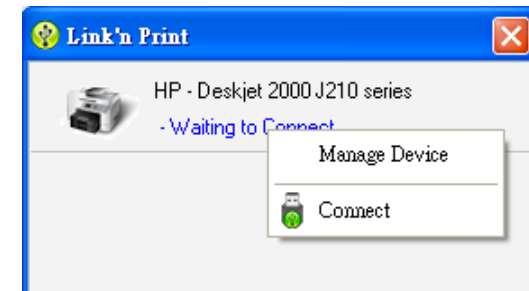 Link'n Print
HP - Deskjet 2000 J210 series
- Waiting to Connect
Manage Device
Connect